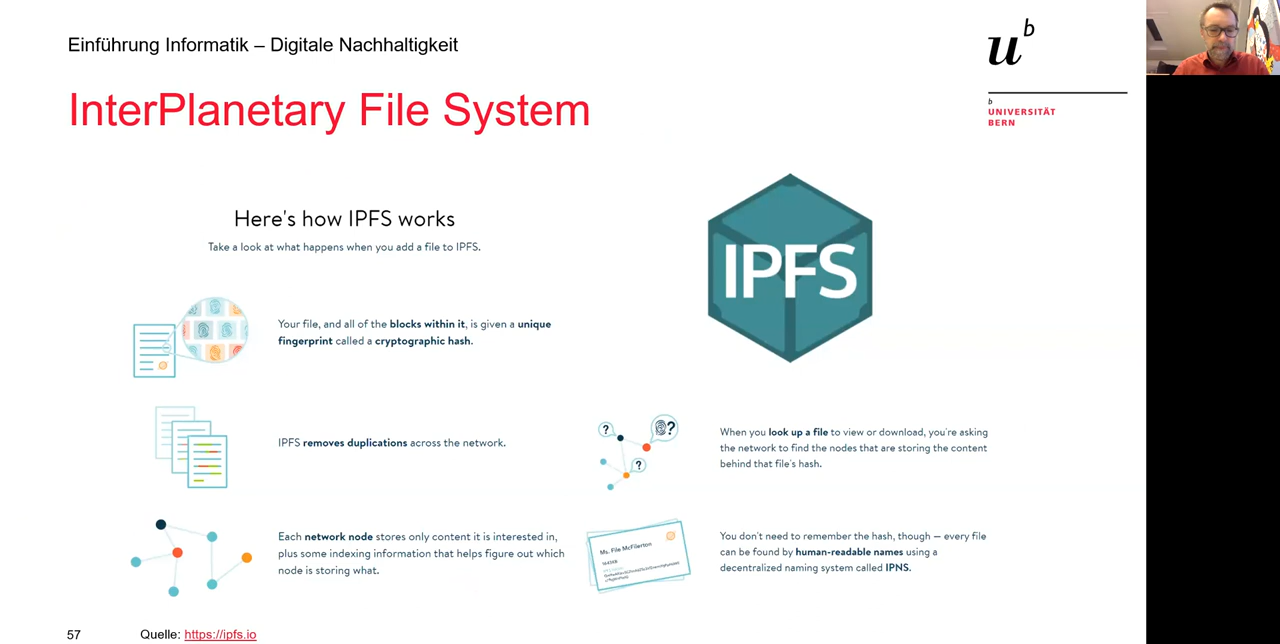 Einführung Informatik – Digitale Nachhaltigkeit
InterPlanetary File System
u b
b
UNIVERSITÄT
BERN
Here's how IPFS works
Take a look at what happens when you add a file to IPFS.
IPFS
Your file, and all of the blocks within it, is given a unique
fingerprint called a cryptographic hash.
IPFS removes duplications across the network.
? ?
?
When you look up a file to view or download, you're asking
the network to find the nodes that are storing the content
behind that file's hash.
Each network node stores only content it is interested in,
plus some indexing information that helps figure out which
node is storing what.
Ms. File McFilerton
You don't need to remember the hash, though — every file
can be found by human-readable names using a
decentralized naming system called IPNS.
57
Quelle: https://ipfs.io